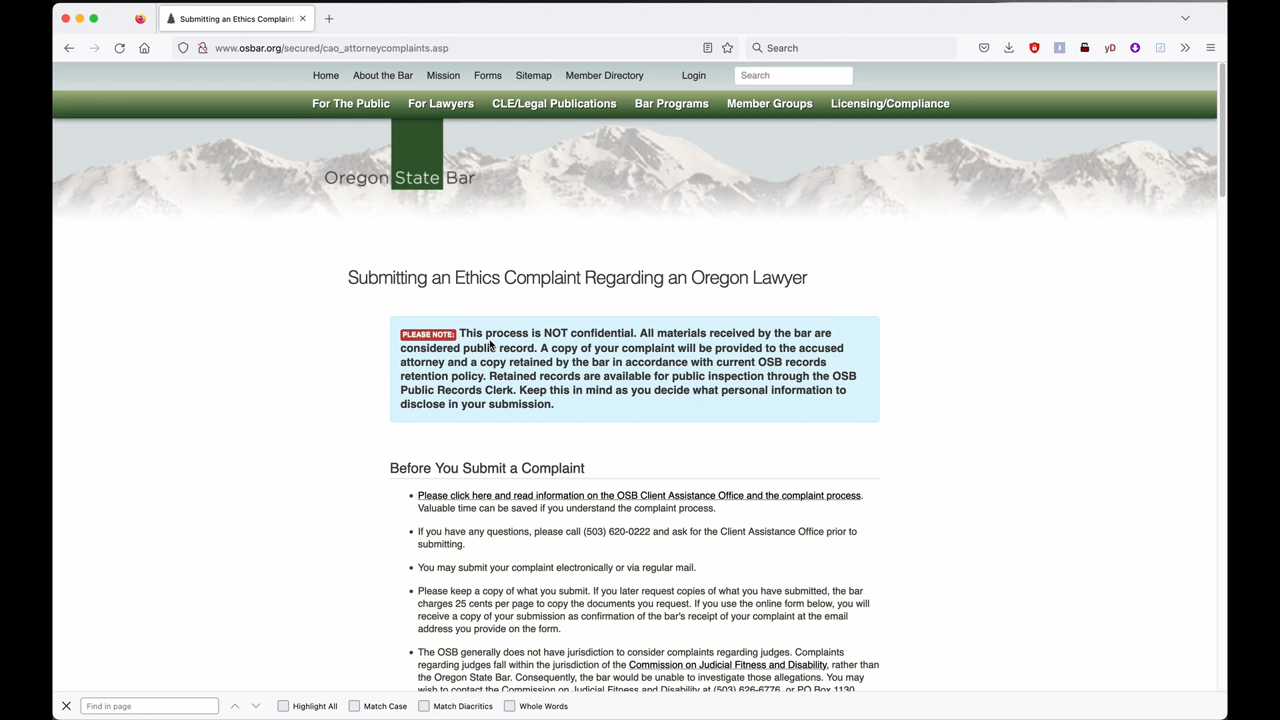 Submitting an Ethics Complaint
www.osbar.org/secured/cao_attorneycomplaints.asp
Search
yD
Home About the Bar Mission Forms Sitemap Member Directory Login Search
For The Public For Lawyers CLE/Legal Publications Bar Programs Member Groups Licensing/Compliance
Oregon State Bar
Submitting an Ethics Complaint Regarding an Oregon Lawyer
PLEASE NOTE: This process is NOT confidential. All materials received by the bar are
considered public record. A copy of your complaint will be provided to the accused
attorney and a copy retained by the bar in accordance with current OSB records
retention policy. Retained records are available for public inspection through the OSB
Public Records Clerk. Keep this in mind as you decide what personal information to
disclose in your submission.
Before You Submit a Complaint
• Please click here and read information on the OSB Client Assistance Office and the complaint process.
Valuable time can be saved if you understand the complaint process.
• If you have any questions, please call (503) 620-0222 and ask for the Client Assistance Office prior to
submitting.
• You may submit your complaint electronically or via regular mail.
• Please keep a copy of what you submit. If you later request copies of what you have submitted, the bar
charges 25 cents per page to copy the documents you request. If you use the online form below, you will
receive a copy of your submission as confirmation of the bar's receipt of your complaint at the email
address you provide on the form.
• The OSB generally does not have jurisdiction to consider complaints regarding judges. Complaints
regarding judges fall within the jurisdiction of the Commission on Judicial Fitness and Disability, rather than
the Oregon State Bar. Consequently, the bar would be unable to investigate those allegations. You may
wish to contact the Commission on Judicial Fitness and Disability at (503) 626-6776, or PO Box 1130,
Find in page Highlight All Match Case Match Diacritics Whole Words